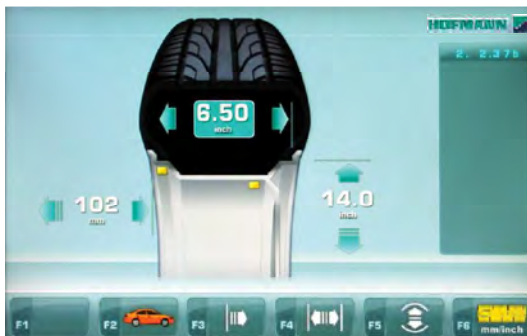 HOFMANN
2. 2.37b
6.50
inch
102
mm
14.0
inch
F1
F2
F3
F4
F5
F6
mm/inch